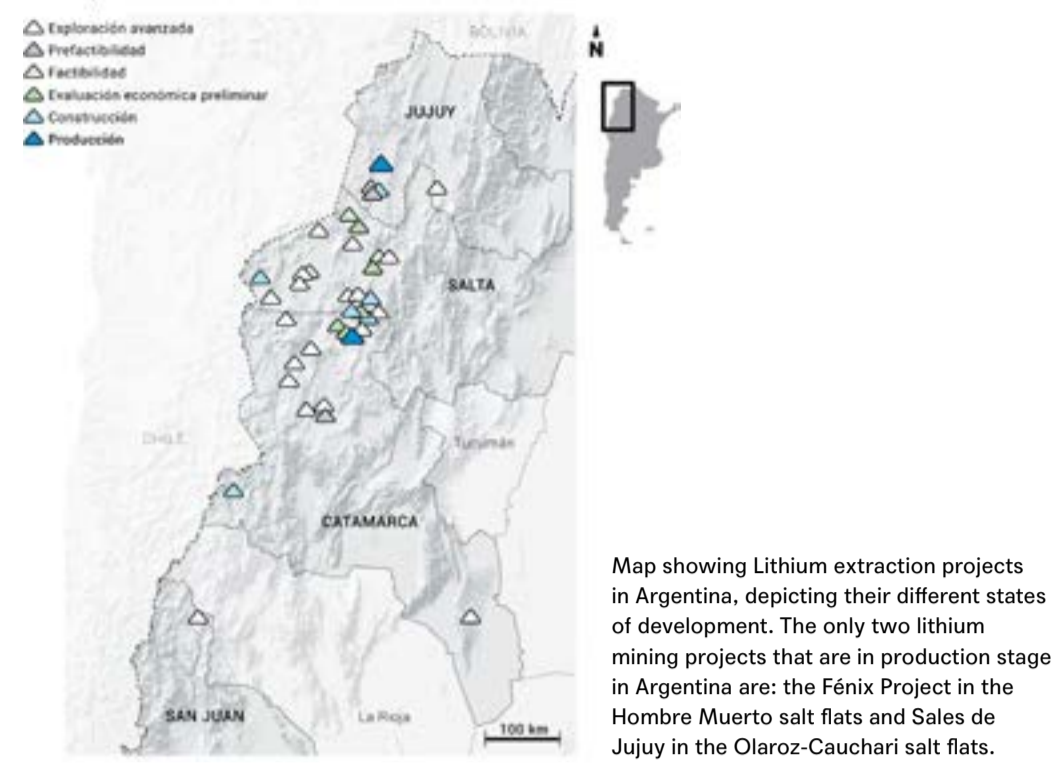 Exploración avanzada
Prefactibilidad
Factibilidad
Evaluación económica preliminar
Construcción
Producción
BOLIVIA
N
JUJUY
SALTA
CHILE
Tucumán
CATAMARCA
SAN JUAN
La Rioja
100 km
Map showing Lithium extraction projects
in Argentina, depicting their different states
of development. The only two lithium
mining projects that are in production stage
in Argentina are: the Fénix Project in the
Hombre Muerto salt flats and Sales de
Jujuy in the Olaroz-Cauchari salt flats.